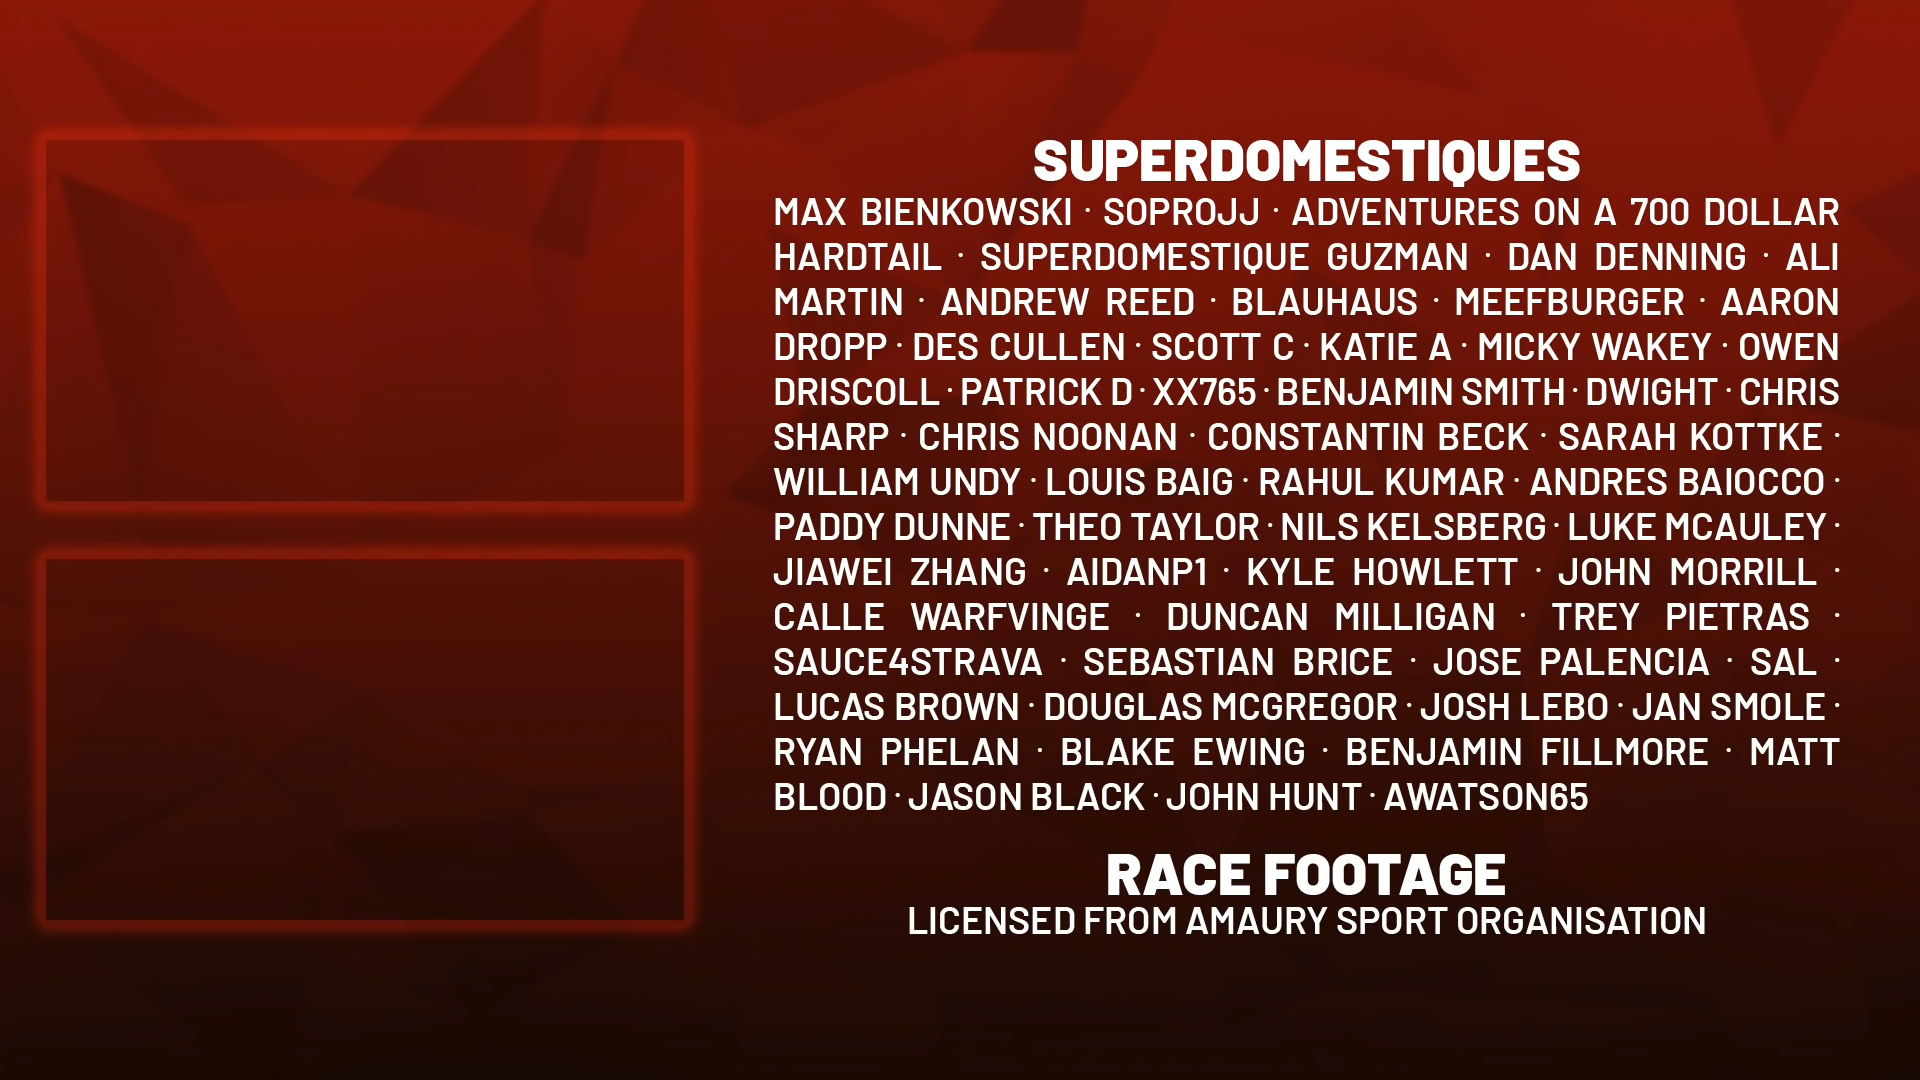 SUPERDOMESTIQUES
MAX BIENKOWSKI · SOPROJJ · ADVENTURES ON A 700 DOLLAR
HARDTAIL · SUPERDOMESTIQUE GUZMAN · DAN DENNING · ALI
MARTIN · ANDREW REED · BLAUHAUS · MEEFBURGER · AARON
DROPP · DES CULLEN · SCOTT C · KATIE A · MICKY WAKEY · OWEN
DRISCOLL · PATRICK D · XX765 · BENJAMIN SMITH · DWIGHT · CHRIS
SHARP · CHRIS NOONAN · CONSTANTIN BECK · SARAH KOTTKE ·
WILLIAM UNDY · LOUIS BAIG · RAHUL KUMAR · ANDRES BAIOCCO ·
PADDY DUNNE · THEO TAYLOR · NILS KELSBERG · LUKE MCAULEY ·
JIAWEI ZHANG · AIDANP1 · KYLE HOWLETT · JOHN MORRILL ·
CALLE WARFVINGE · DUNCAN MILLIGAN · TREY PIETRAS ·
SAUCE4STRAVA · SEBASTIAN BRICE · JOSE PALENCIA · SAL ·
LUCAS BROWN · DOUGLAS MCGREGOR · JOSH LEBO · JAN SMOLE ·
RYAN PHELAN · BLAKE EWING · BENJAMIN FILLMORE · MATT
BLOOD · JASON BLACK · JOHN HUNT · AWATSON65
RACE FOOTAGE
LICENSED FROM AMAURY SPORT ORGANISATION